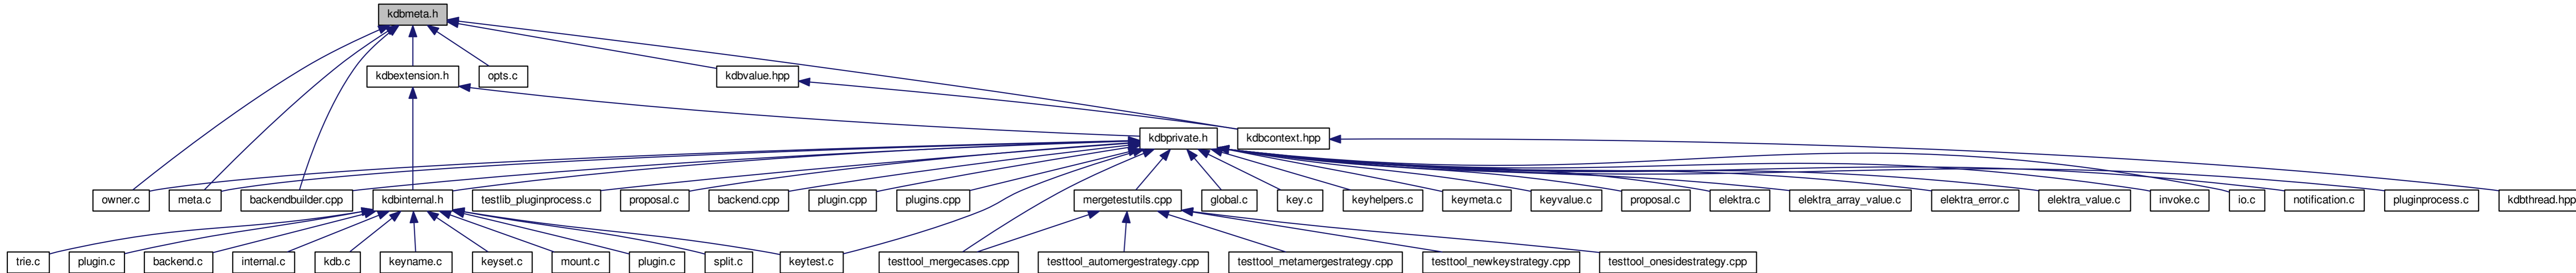 kdbmeta.h
kdbextension.h
opts.c
kdbvalue.hpp
kdbprivate.h
kdbcontext.hpp
owner.c
meta.c
backendbuilder.cpp
kdbinternal.h
testlib_pluginprocess.c
proposal.c
backend.cpp
plugin.cpp
plugins.cpp
mergetestutils.cpp
global.c
key.c
keyhelpers.c
keymeta.c
keyvalue.c
proposal.c
elektra.c
elektra_array_value.c
elektra_error.c
elektra_value.c
invoke.c
io.c
notification.c
pluginprocess.c
kdbthread.hpp
trie.c
plugin.c
backend.c
internal.c
kdb.c
keyname.c
keyset.c
mount.c
plugin.c
split.c
keytest.c
testtool_mergecases.cpp
testtool_automergestrategy.cpp
testtool_metamergestrategy.cpp
testtool_newkeystrategy.cpp
testtool_onesidestrategy.cpp